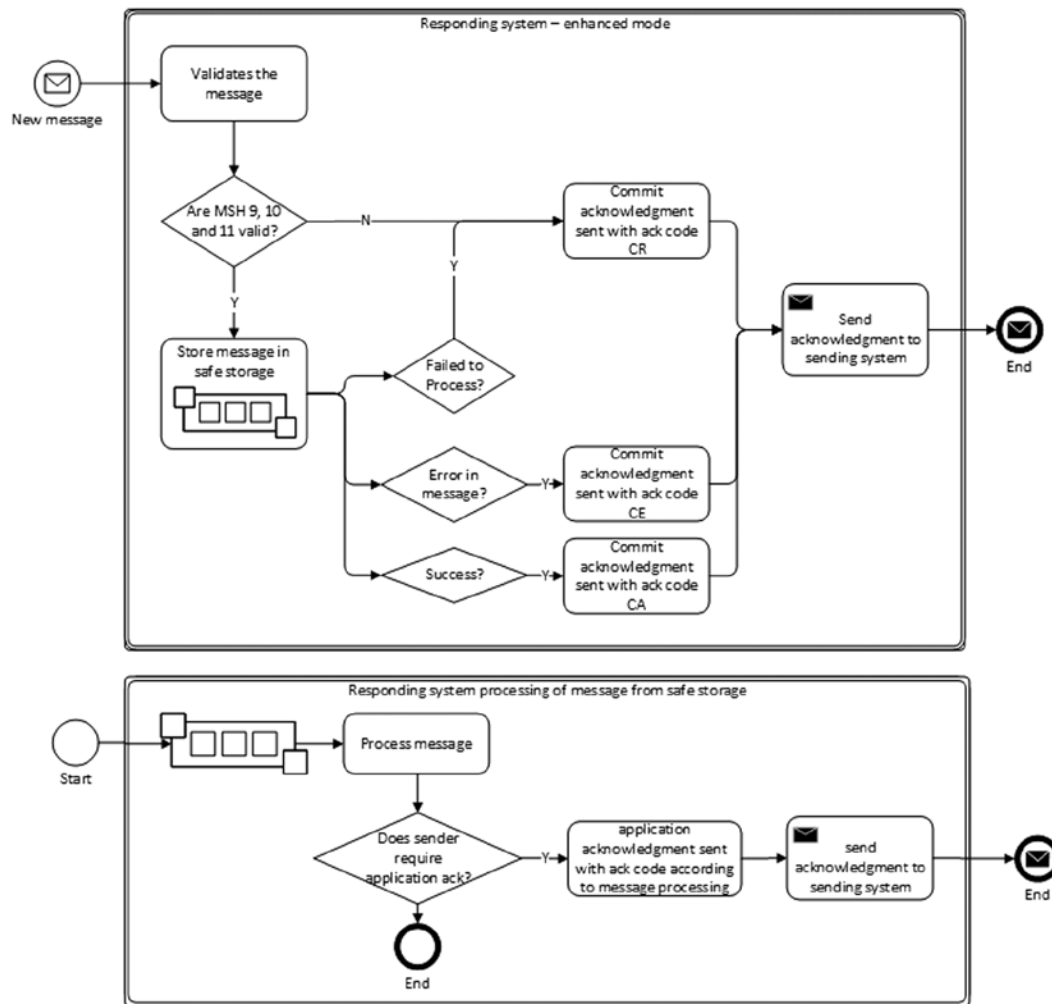 Responding system – enhanced mode
New message
Validates the
message
Are MSH 9, 10
and 11 valid?
N
Y
Commit
acknowledgment
sent with ack code
CR
Y
Store message in
safe storage
Failed to
Process?
Send
acknowledgment to
sending system
End
Error in
message?
Y
Commit
acknowledgment
sent with ack code
CE
Success?
Y
Commit
acknowledgment
sent with ack code
CA
Responding system processing of message from safe storage
Start
Process message
Does sender
require
application ack?
Y
application
acknowledgment sent
with ack code according
to message processing
send
acknowledgment to
sending system
End
End